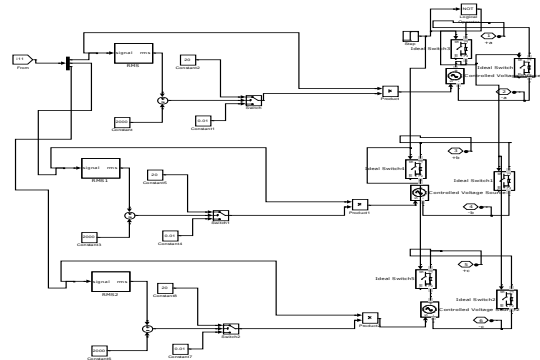 NOT
Logical
Step
+a
Ideal Switch3
signal rms
RMS
[I1]
From
20
Constant2
Ideal Switch
Controlled Voltage Source
Product
-a
Switch
2000
Constant
0.01
Constant1
+b
Ideal Switch4
Ideal Switch1
signal rms
RMS1
20
Constant5
Controlled Voltage Source
Product1
-b
Switch1
2000
Constant3
0.01
Constant4
+c
Ideal Switch5
signal rms
RMS2
20
Constant8
Ideal Switch2
Controlled Voltage Source2
Product
-c
Switch2
2000
Constant6
0.01
Constant7